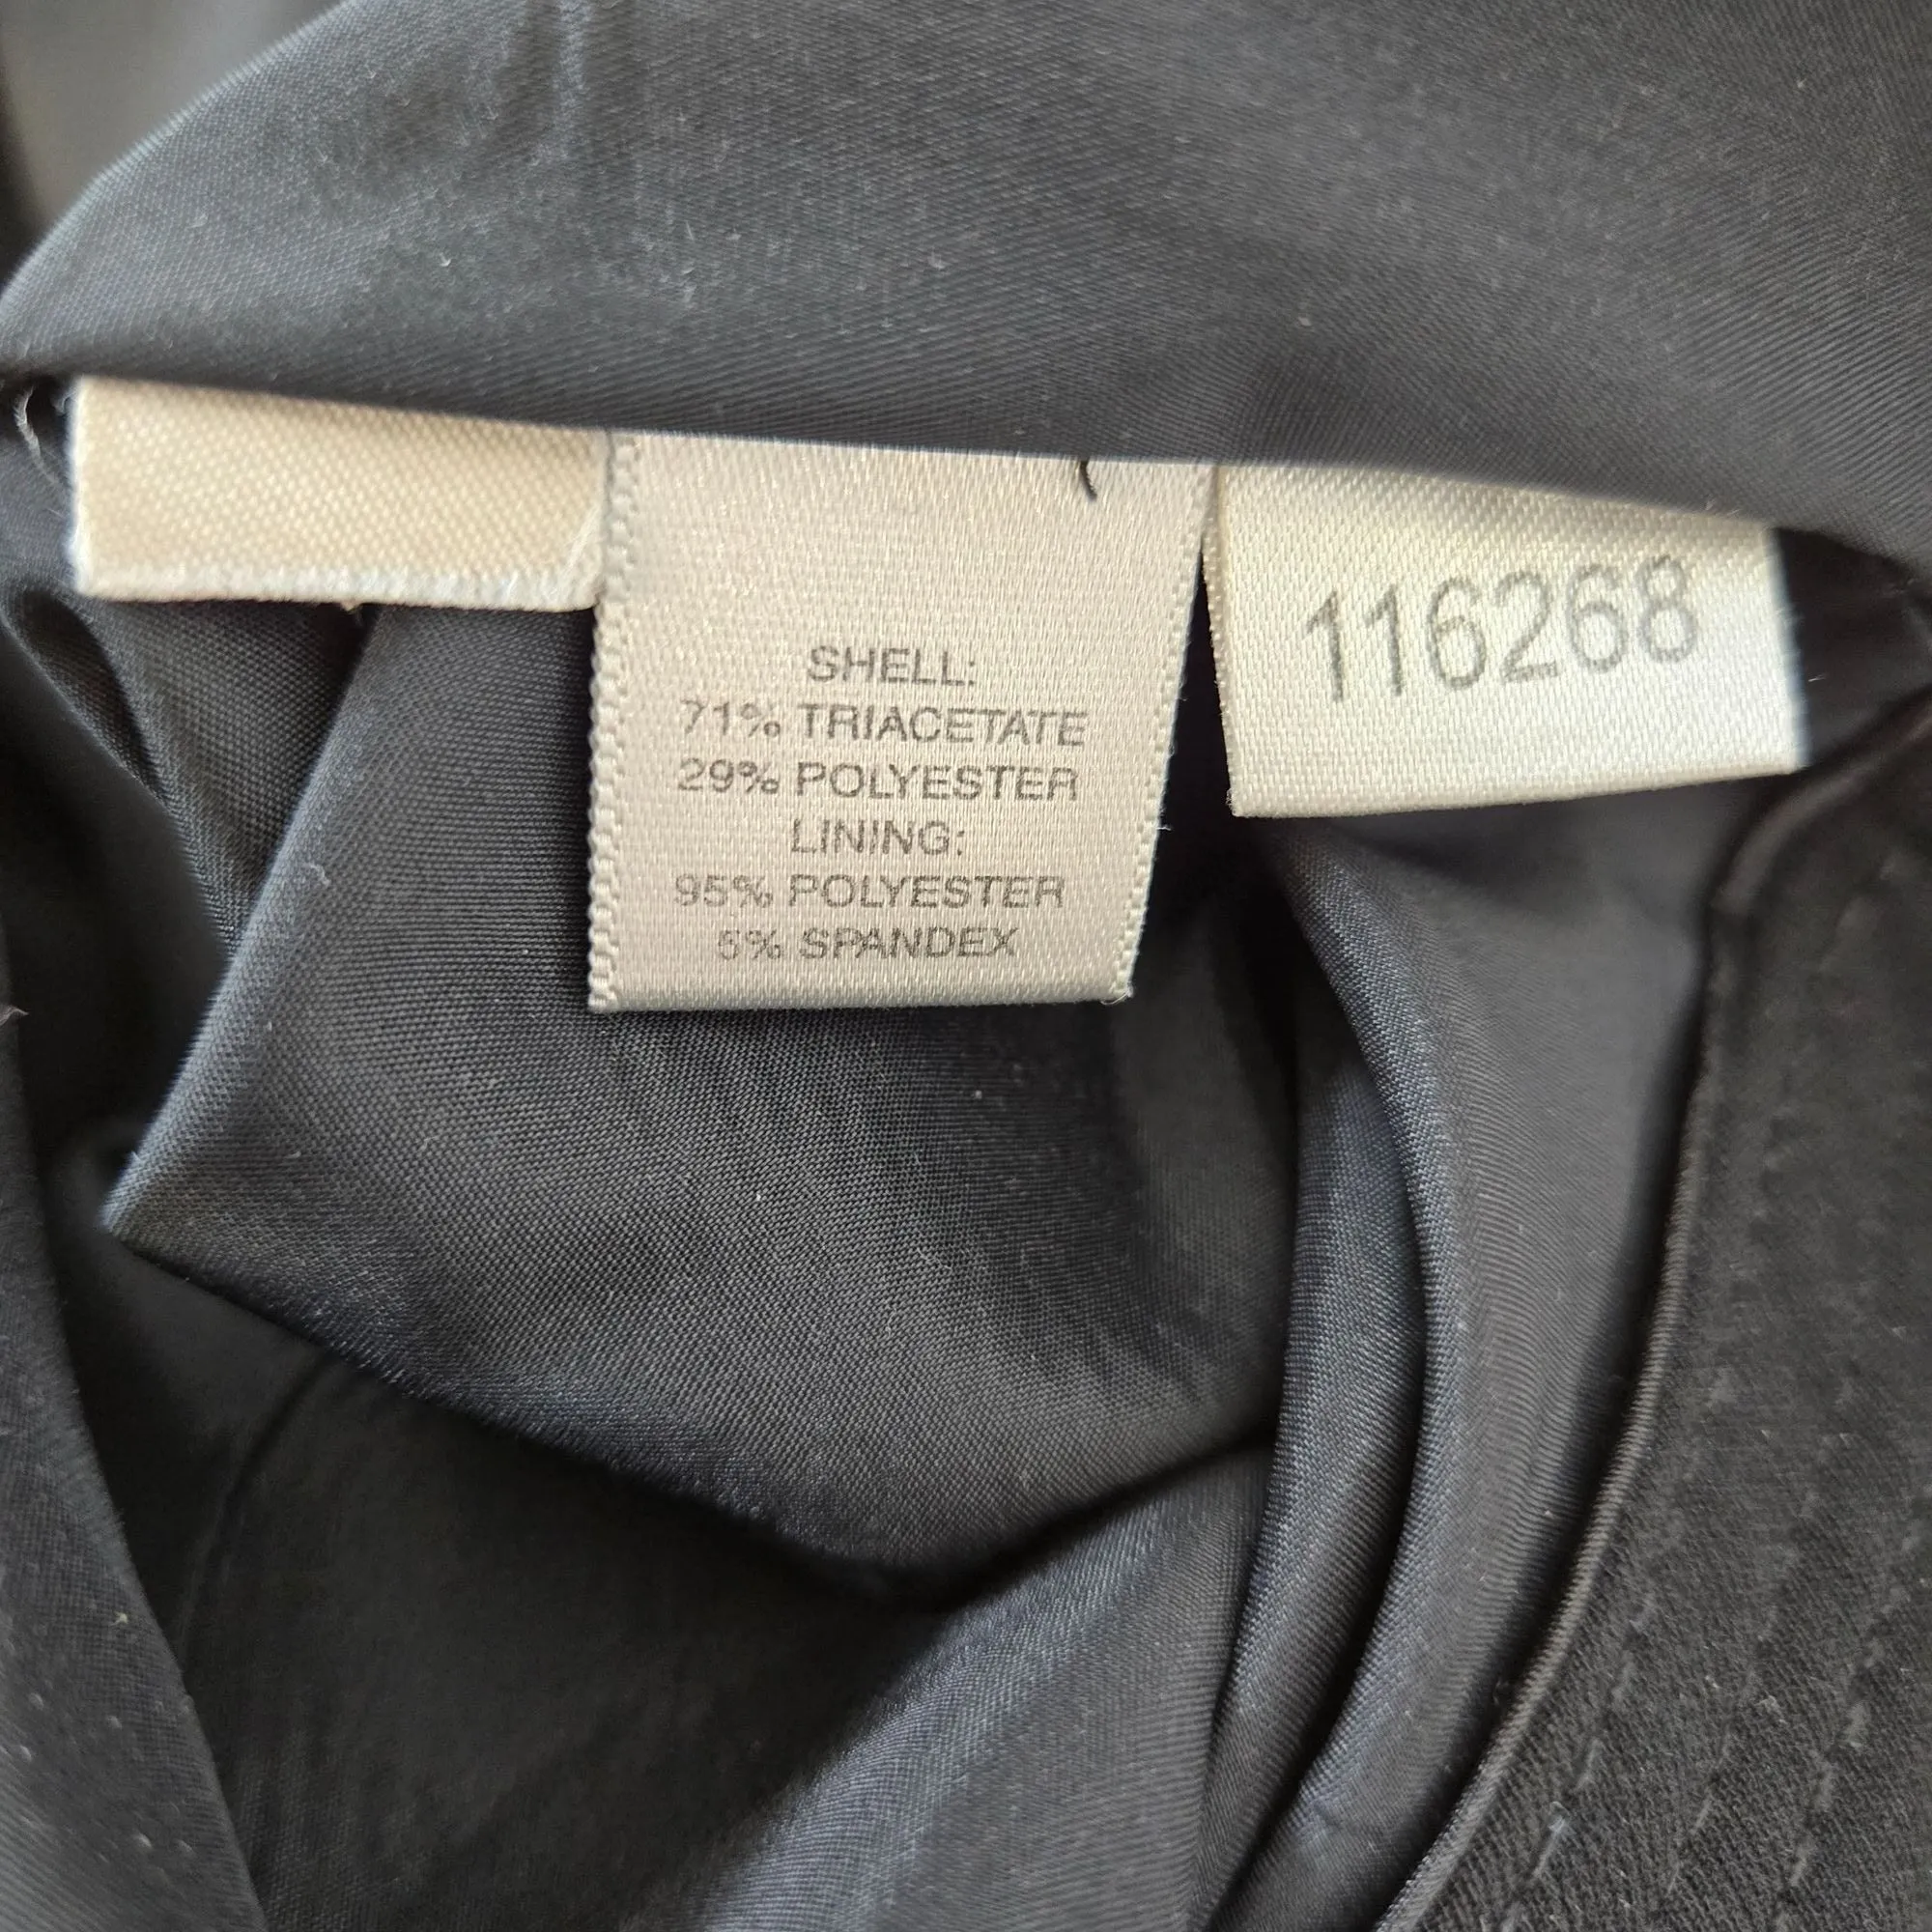 SHELL:
71% TRIACETATE
29% POLYESTER
LINING:
95% POLYESTER
5% SPANDEX
116268